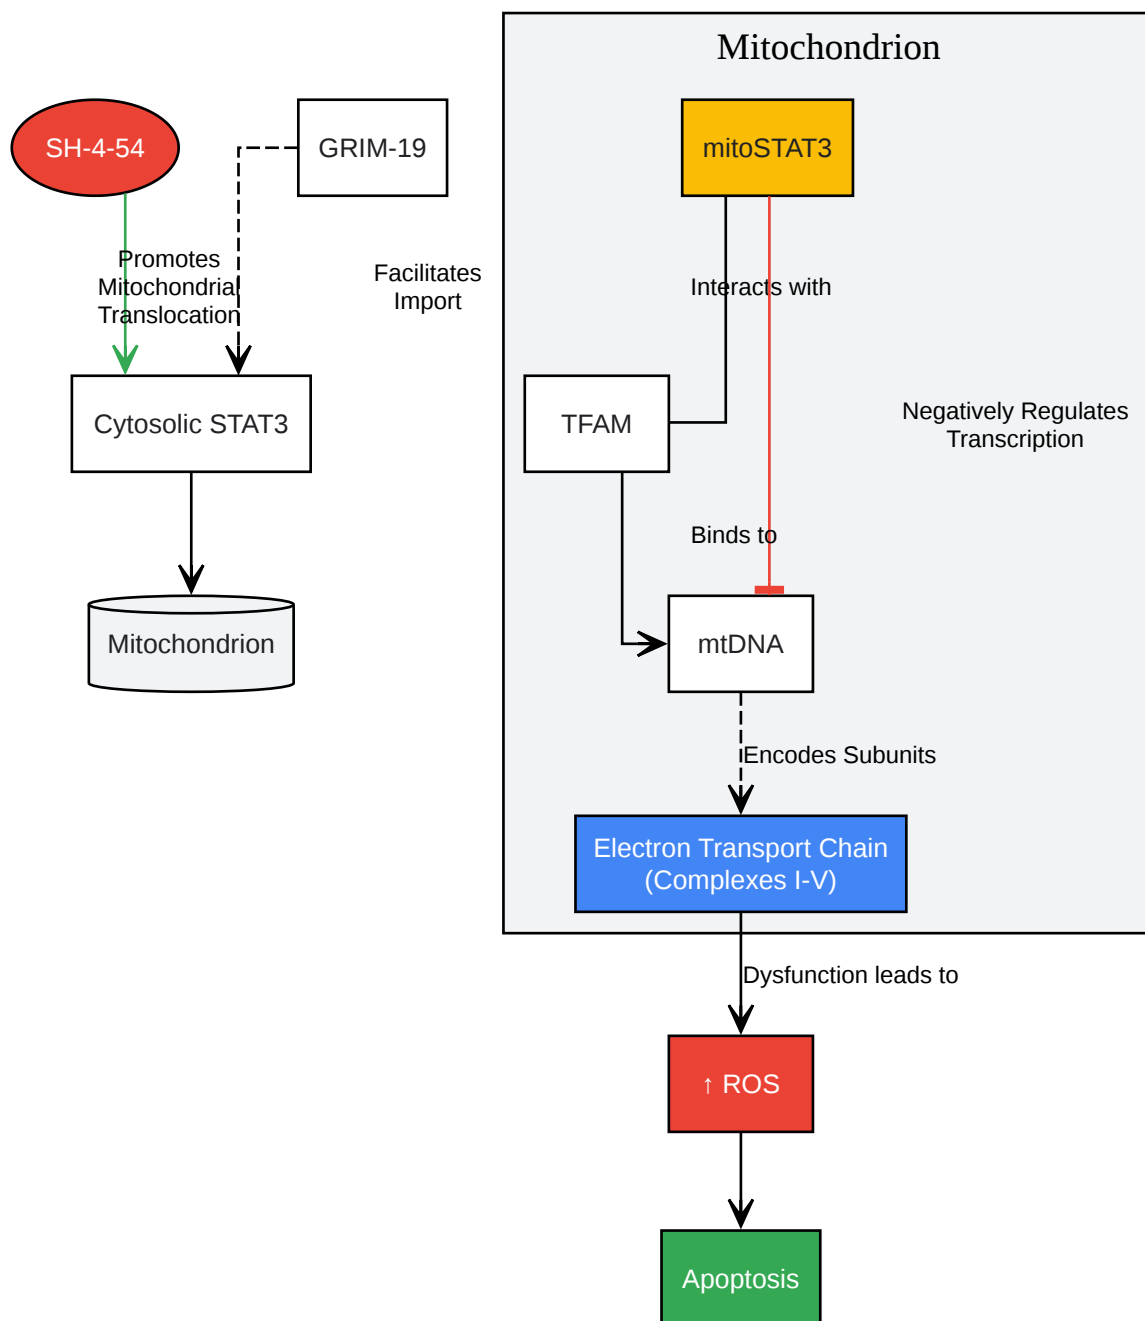 Mitochondrion
SH-4-54
GRIM-19
mitoSTAT3
Promotes
Mitochondrial
Translocation
Facilitates
Import
Interacts with
Cytosolic STAT3
TFAM
Negatively Regulates
Transcription
Binds to
Mitochondrion
mtDNA
Encodes Subunits
Electron Transport Chain
(Complexes I-V)
Dysfunction leads to
↑ ROS
Apoptosis